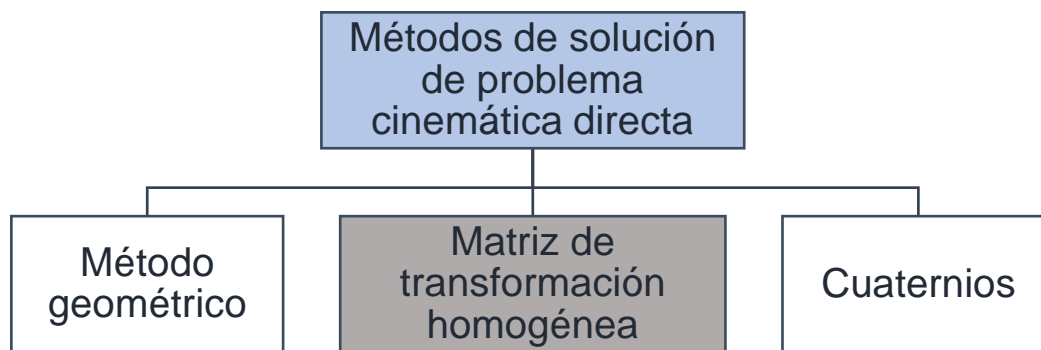 Métodos de solución
de problema
cinemática directa
Método
geométrico
Matriz de
transformación
homogénea
Cuaternios